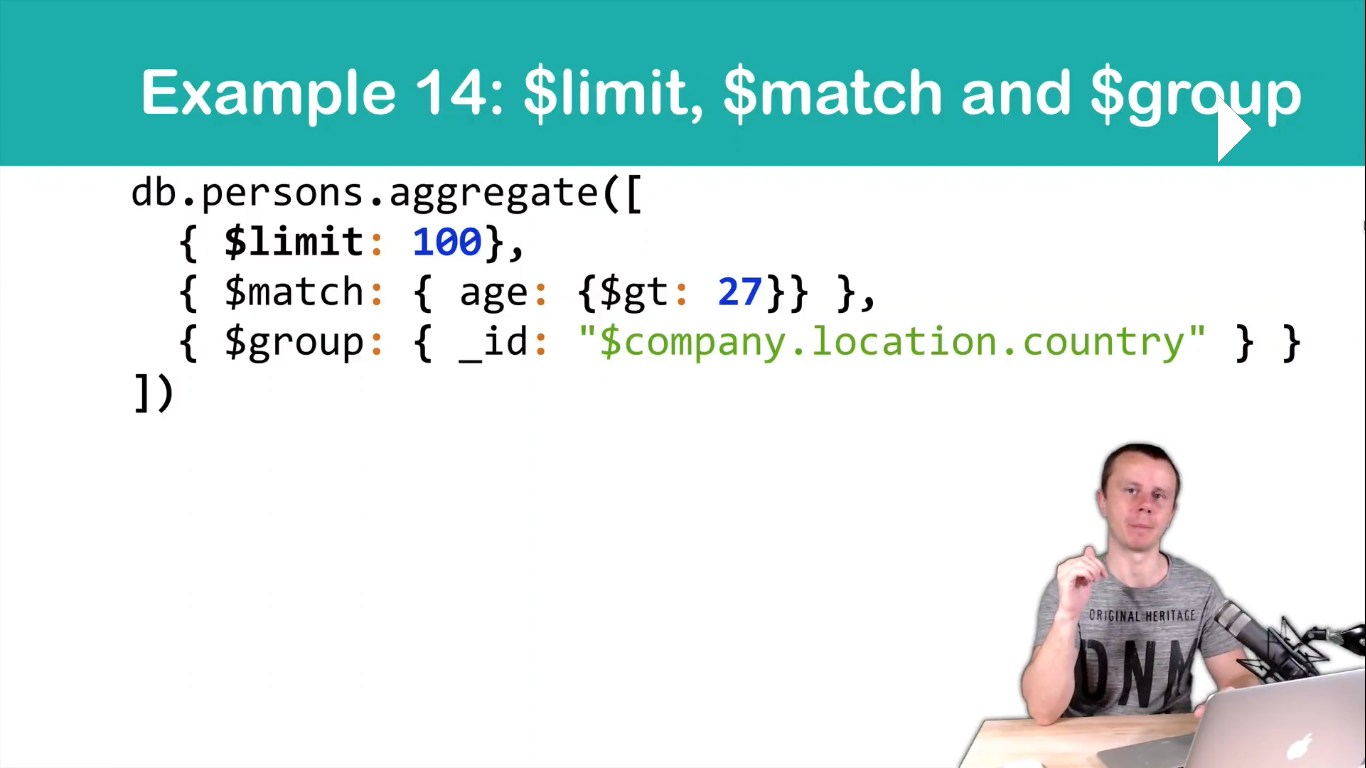 Example 14: $limit, $match and $group
db.persons.aggregate([
{ $limit: 100},
{ $match: { age: {$gt: 27}} },
{ $group: { _id: "$company.location.country" } }
])
ORIGINAL HERITAGE
DNM